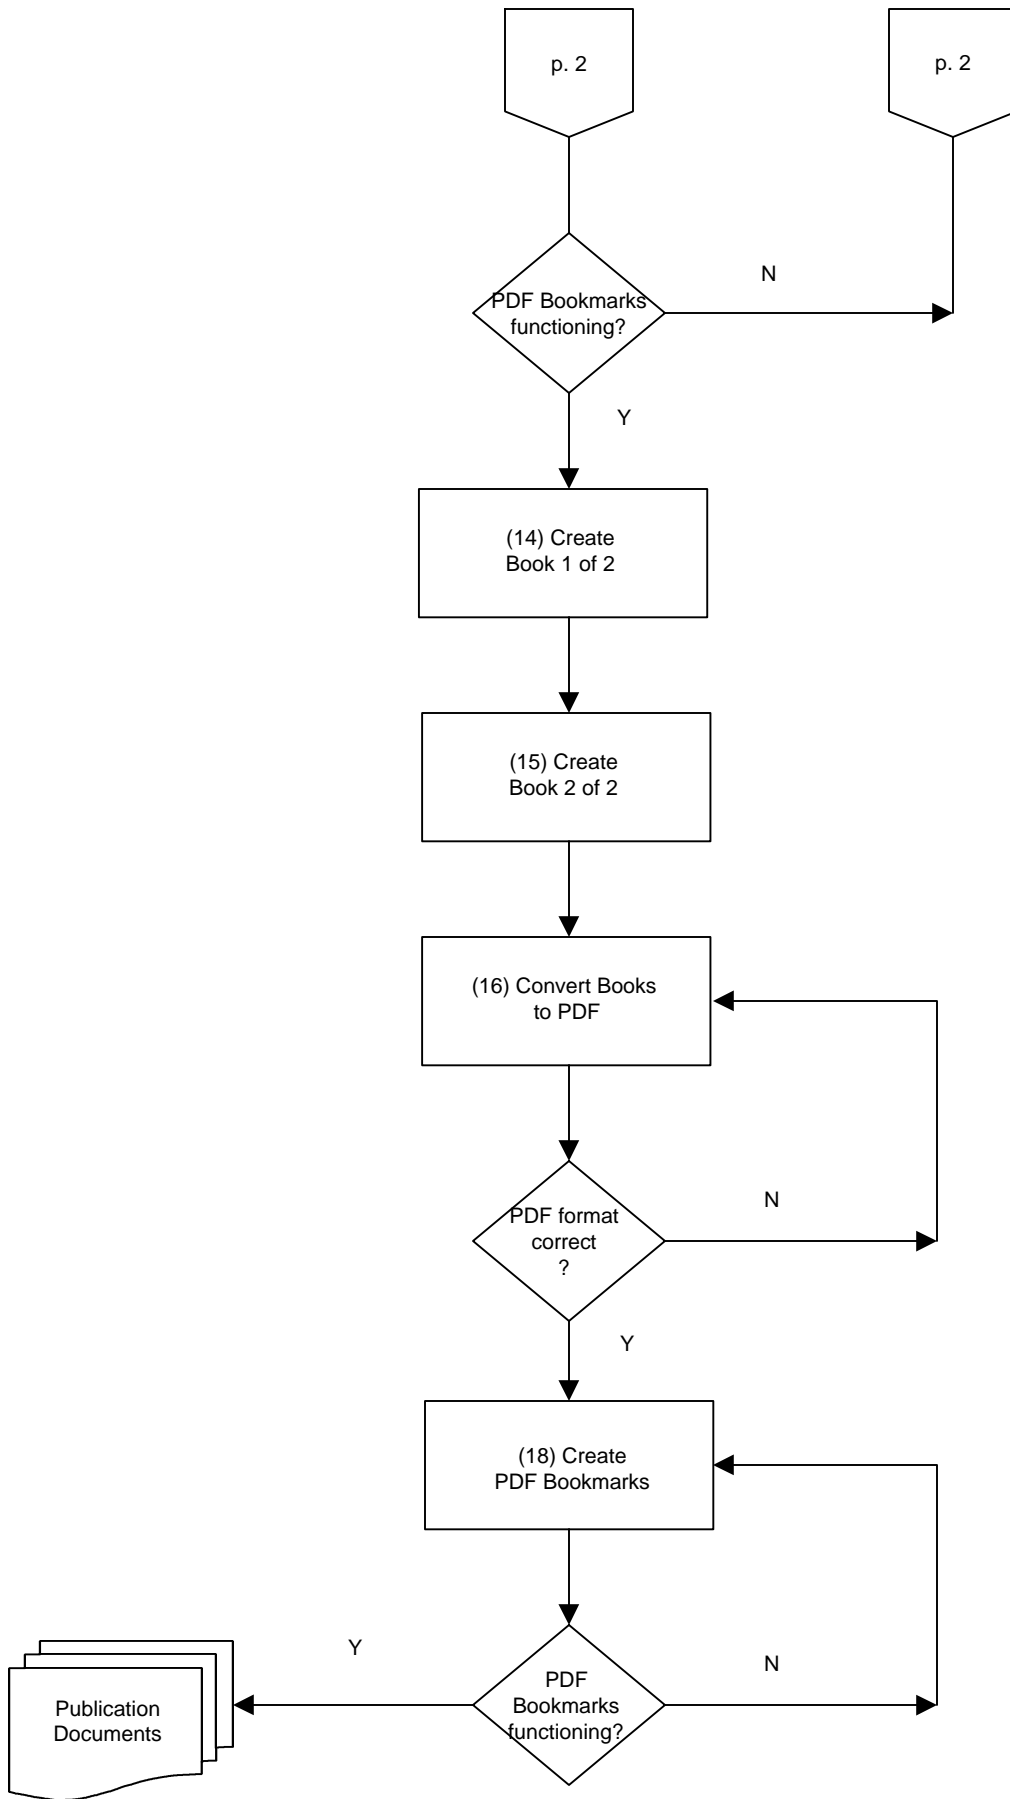 p. 2
p. 2
PDF Bookmarks
functioning?
N
Y
(14) Create
Book 1 of 2
(15) Create
Book 2 of 2
(16) Convert Books
to PDF
PDF format
correct
?
N
Y
(18) Create
PDF Bookmarks
PDF
Bookmarks
functioning?
Y
N
Publication
Documents